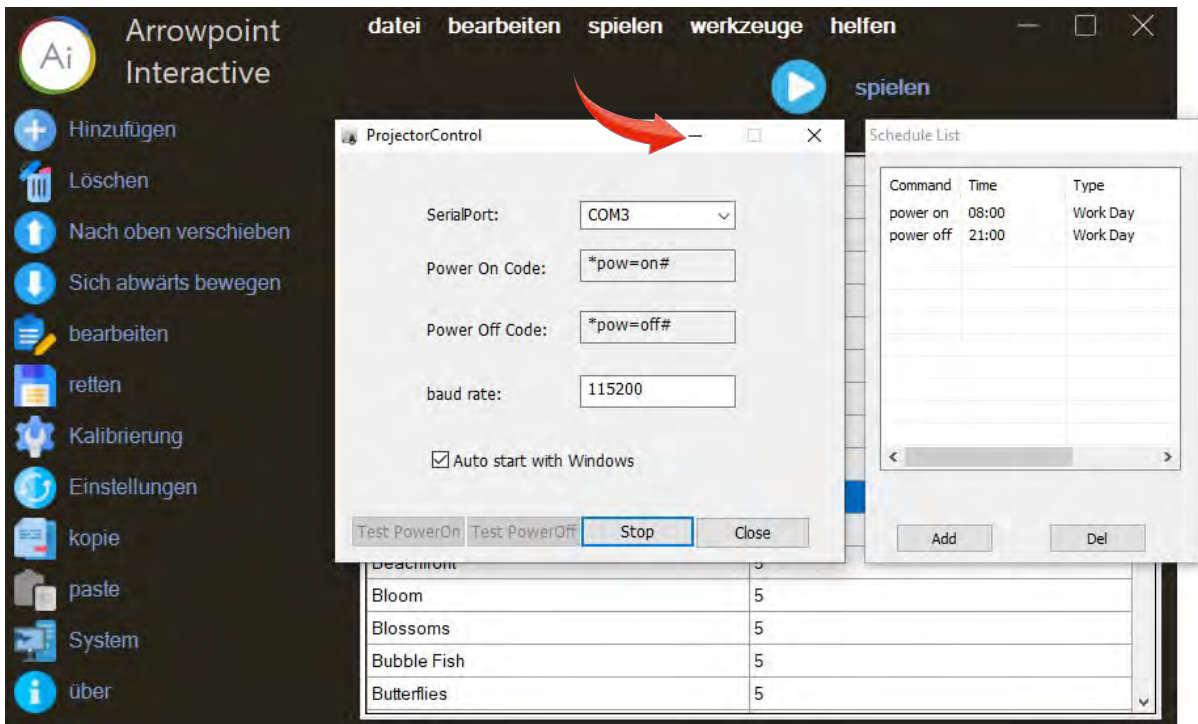 datei bearbeiten spielen werkzeuge helfen
Ai
Arrowpoint
Interactive
spielen
Hinzufügen
Löschen
Nach oben verschieben
Sich abwärts bewegen
bearbeiten
retten
Kalibrierung
Einstellungen
kopie
paste
System
über
ProjectorControl
SerialPort: COM3
Power On Code: *pow=on#
Power Off Code: *pow=off#
baud rate: 115200
Auto start with Windows
Test PowerOn Test PowerOff Stop Close
Schedule List
Command Time Type
power on 08:00 Work Day
power off 21:00 Work Day
Add Del
Beachfront 5
Bloom 5
Blossoms 5
Bubble Fish 5
Butterflies 5